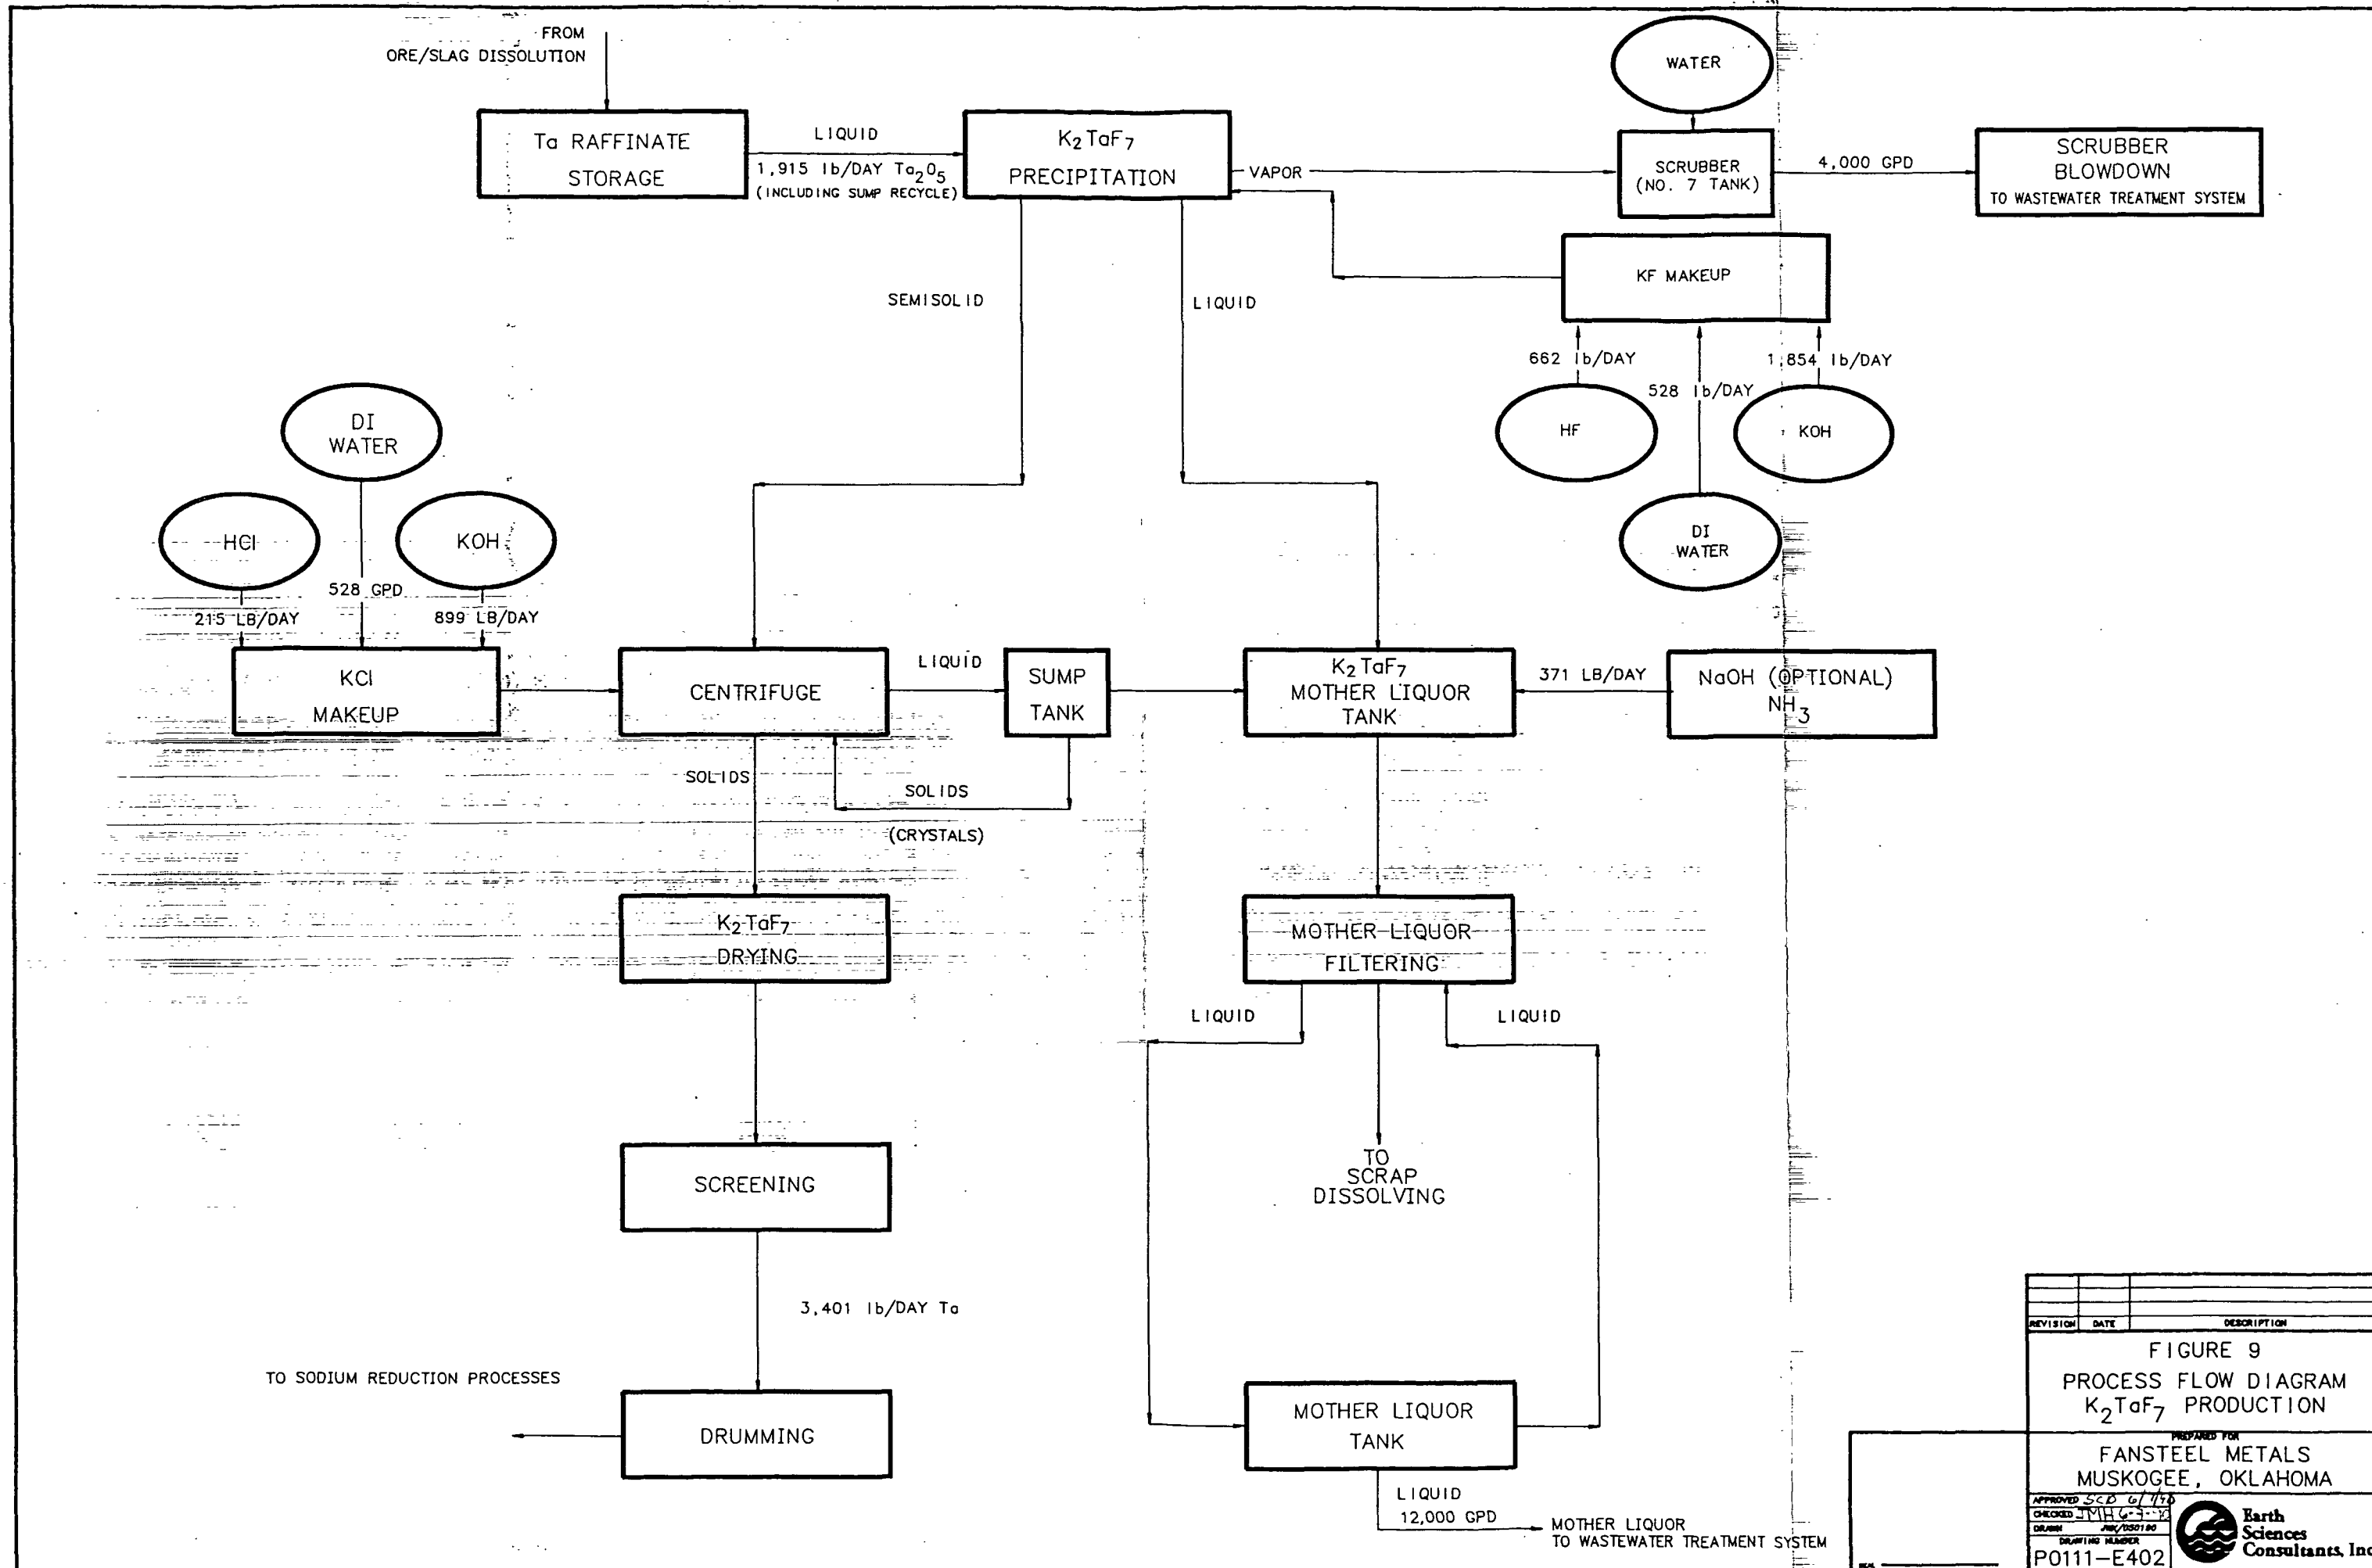 FROM
ORE/SLAG DISSOLUTION
Ta RAFFINATE
STORAGE
LIQUID
1,915 lb/DAY Ta2O5
(INCLUDING SUMP RECYCLE)
K2TaF7
PRECIPITATION
VAPOR
WATER
SCRUBBER
(NO. 7 TANK)
4,000 GPD
SCRUBBER
BLOWDOWN
TO WASTEWATER TREATMENT SYSTEM
KF MAKEUP
SEMISOLID
LIQUID
662 lb/DAY
528 lb/DAY
1,854 lb/DAY
HF
KOH
DI
WATER
DI
WATER
HCl
KOH
528 GPD
215 LB/DAY
899 LB/DAY
KCl
MAKEUP
CENTRIFUGE
LIQUID
SUMP
TANK
K2TaF7
MOTHER LIQUOR
TANK
371 LB/DAY
NaOH (OPTIONAL)
NH3
SOLIDS
SOLIDS
(CRYSTALS)
K2TaF7
DRYING
MOTHER LIQUOR
FILTERING
LIQUID
LIQUID
SCREENING
TO
SCRAP
DISSOLVING
3,401 lb/DAY Ta
TO SODIUM REDUCTION PROCESSES
DRUMMING
MOTHER LIQUOR
TANK
LIQUID
12,000 GPD
MOTHER LIQUOR
TO WASTEWATER TREATMENT SYSTEM
REVISION DATE DESCRIPTION
FIGURE 9
PROCESS FLOW DIAGRAM
K2TaF7 PRODUCTION
PREPARED FOR
FANSTEEL METALS
MUSKOGEE, OKLAHOMA
APPROVED SCD
CHECKED JMH
DRAWN
DRAWING NUMBER
P0111-E402
Earth
Sciences
Consultants, Inc